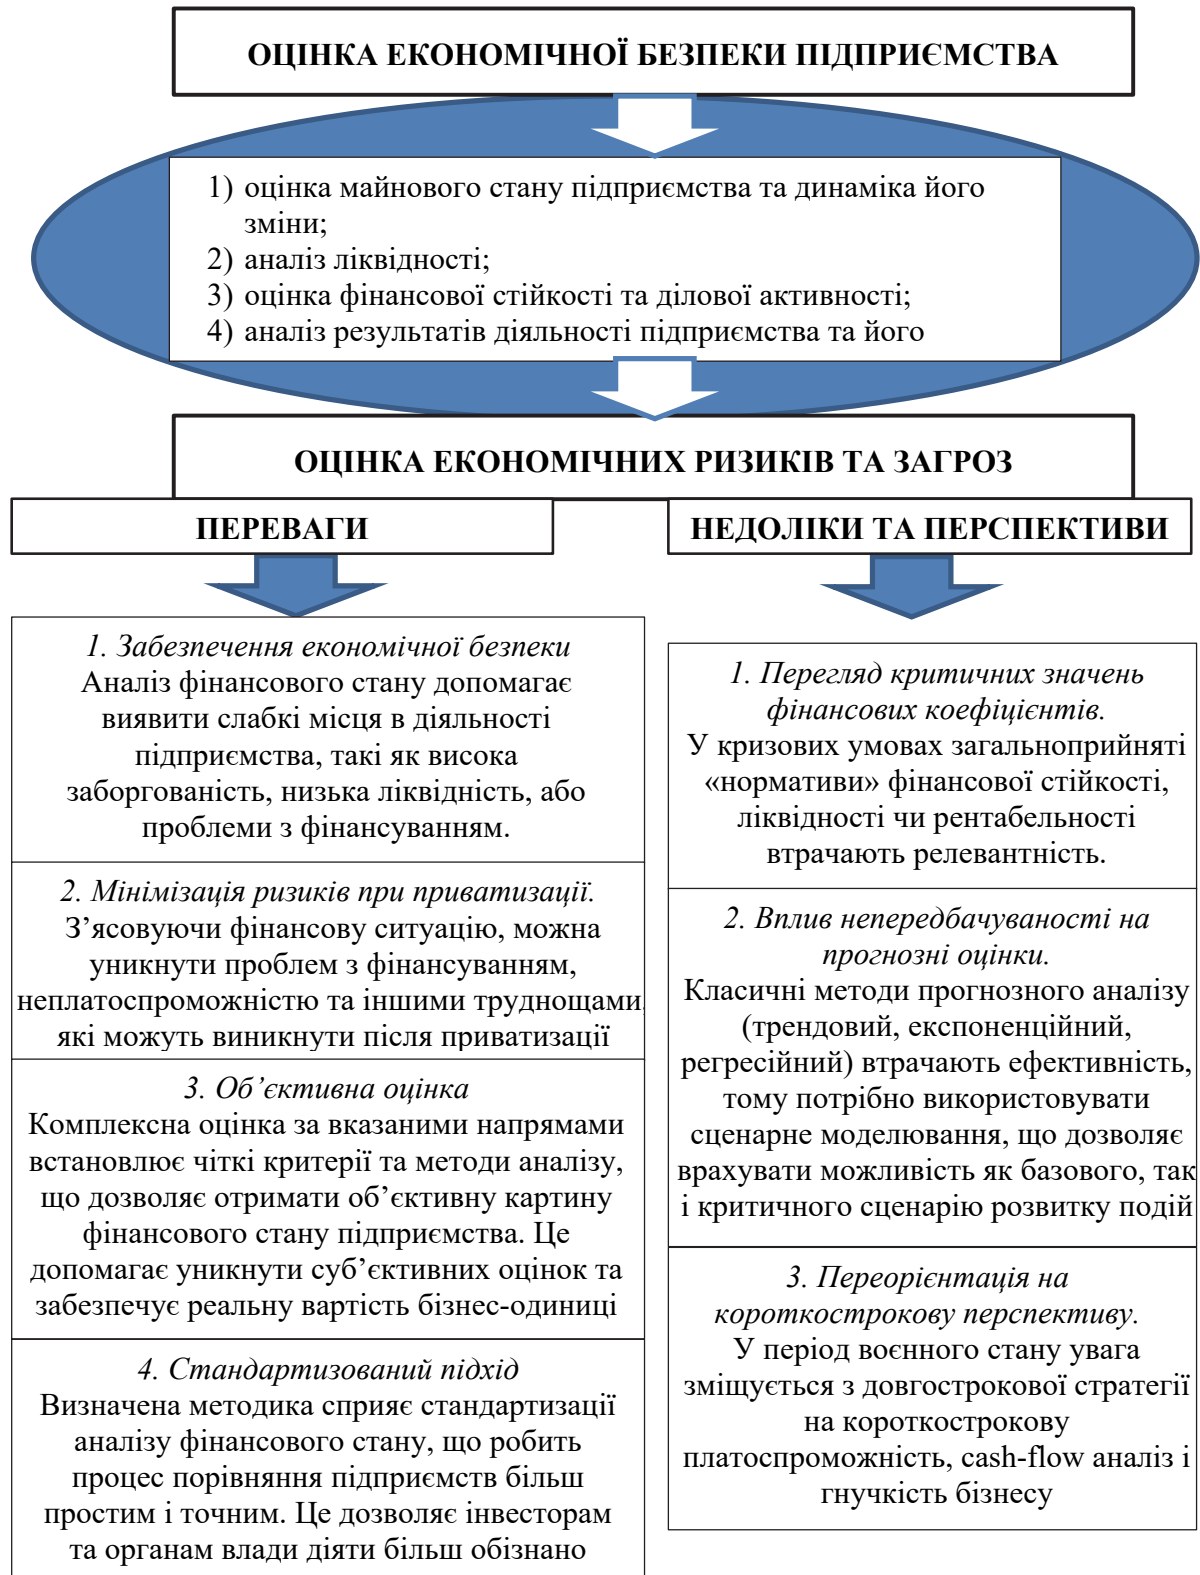 ОЦІНКА ЕКОНОМІЧНОЇ БЕЗПЕКИ ПІДПРИЄМСТВА
1) оцінка майнового стану підприємства та динаміка його
зміни;
2) аналіз ліквідності;
3) оцінка фінансової стійкості та ділової активності;
4) аналіз результатів діяльності підприємства та його
ОЦІНКА ЕКОНОМІЧНИХ РИЗИКІВ ТА ЗАГРОЗ
ПЕРЕВАГИ
1. Забезпечення економічної безпеки
Аналіз фінансового стану допомагає
виявити слабкі місця в діяльності
підприємства, такі як висока
заборгованість, низька ліквідність, або
проблеми з фінансуванням.
2. Мінімізація ризиків при приватизації.
З’ясовуючи фінансову ситуацію, можна
уникнути проблем з фінансуванням,
неплатоспроможністю та іншими труднощами,
які можуть виникнути після приватизації
3. Об’єктивна оцінка
Комплексна оцінка за вказаними напрямами
встановлює чіткі критерії та методи аналізу,
що дозволяє отримати об’єктивну картину
фінансового стану підприємства. Це
допомагає уникнути суб’єктивних оцінок та
забезпечує реальну вартість бізнес-одиниці
4. Стандартизований підхід
Визначена методика сприяє стандартизації
аналізу фінансового стану, що робить
процес порівняння підприємств більш
простим і точним. Це дозволяє інвесторам
та органам влади діяти більш обізнано
НЕДОЛІКИ ТА ПЕРСПЕКТИВИ
1. Перегляд критичних значень
фінансових коефіцієнтів.
У кризових умовах загальноприйняті
«нормативи» фінансової стійкості,
ліквідності чи рентабельності
втрачають релевантність.
2. Вплив непередбачуваності на
прогнозні оцінки.
Класичні методи прогнозного аналізу
(трендовий, експоненційний,
регресійний) втрачають ефективність,
тому потрібно використовувати
сценарне моделювання, що дозволяє
врахувати можливість як базового, так
і критичного сценарію розвитку подій
3. Переорієнтація на
короткострокову перспективу.
У період воєнного стану увага
зміщується з довгострокової стратегії
на короткострокову
платоспроможність, cash-flow аналіз і
гнучкість бізнесу